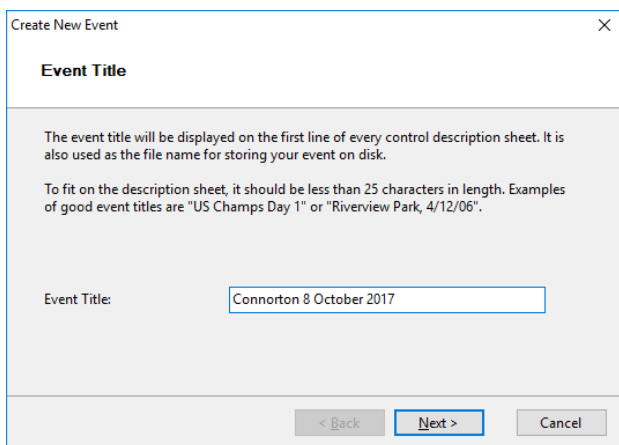 Create New Event
Event Title
The event title will be displayed on the first line of every control description sheet. It is
also used as the file name for storing your event on disk.
To fit on the description sheet, it should be less than 25 characters in length. Examples
of good event titles are "US Champs Day 1" or "Riverview Park, 4/12/06".
Event Title:
Connorton 8 October 2017
< Back
Next >
Cancel